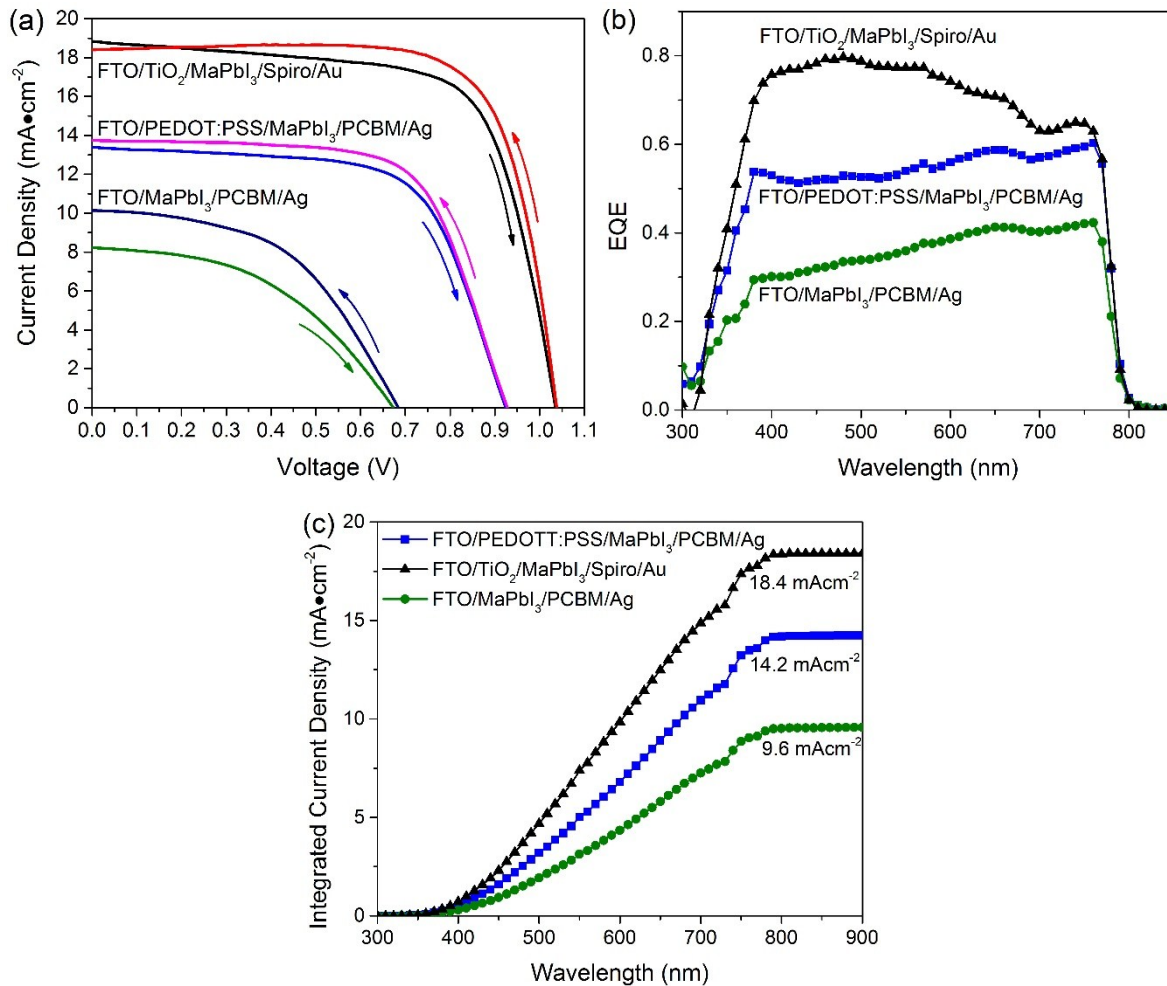 (a)
20
18
16
14
12
10
8
6
4
2
0
Current Density (mA•cm⁻²)
FTO/TiO₂/MaPbI₃/Spiro/Au
FTO/PEDOT:PSS/MaPbI₃/PCBM/Ag
FTO/MaPbI₃/PCBM/Ag
0.0 0.1 0.2 0.3 0.4 0.5 0.6 0.7 0.8 0.9 1.0 1.1
Voltage (V)
(b)
0.8
0.6
0.4
0.2
0.0
EQE
FTO/TiO₂/MaPbI₃/Spiro/Au
FTO/PEDOT:PSS/MaPbI₃/PCBM/Ag
FTO/MaPbI₃/PCBM/Ag
300 400 500 600 700 800
Wavelength (nm)
(c)
20
15
10
5
0
Integrated Current Density (mA•cm⁻²)
FTO/PEDOTT:PSS/MaPbI₃/PCBM/Ag
FTO/TiO₂/MaPbI₃/Spiro/Au
FTO/MaPbI₃/PCBM/Ag
18.4 mAcm⁻²
14.2 mAcm⁻²
9.6 mAcm⁻²
300 400 500 600 700 800 900
Wavelength (nm)